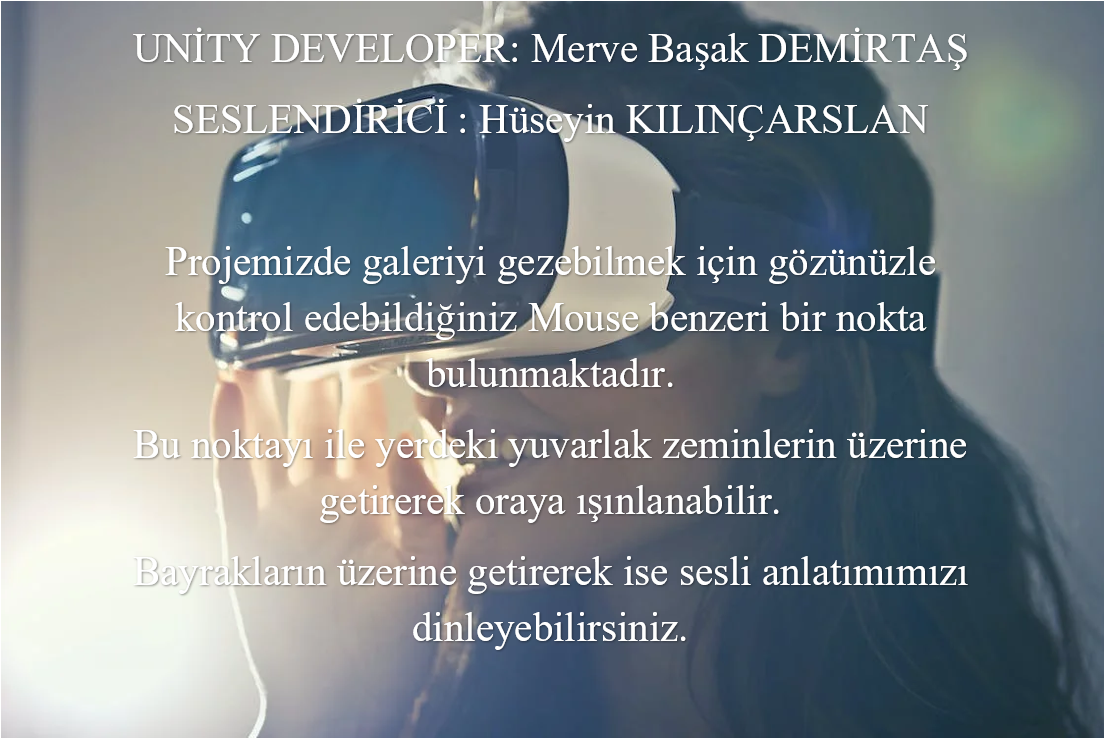 UNİTY DEVELOPER: Merve Başak DEMİRTAŞ
SESLENDİRİCİ : Hüseyin KILINÇARSLAN
Projemizde galeriyi gezebilmek için gözünüzle
kontrol edebildiğiniz Mouse benzeri bir nokta
bulunmaktadır.
Bu noktayı ile yerdeki yuvarlak zeminlerin üzerine
getirerek oraya ışınlanabilir.
Bayrakların üzerine getirerek ise sesli anlatımımızı
dinleyebilirsiniz.